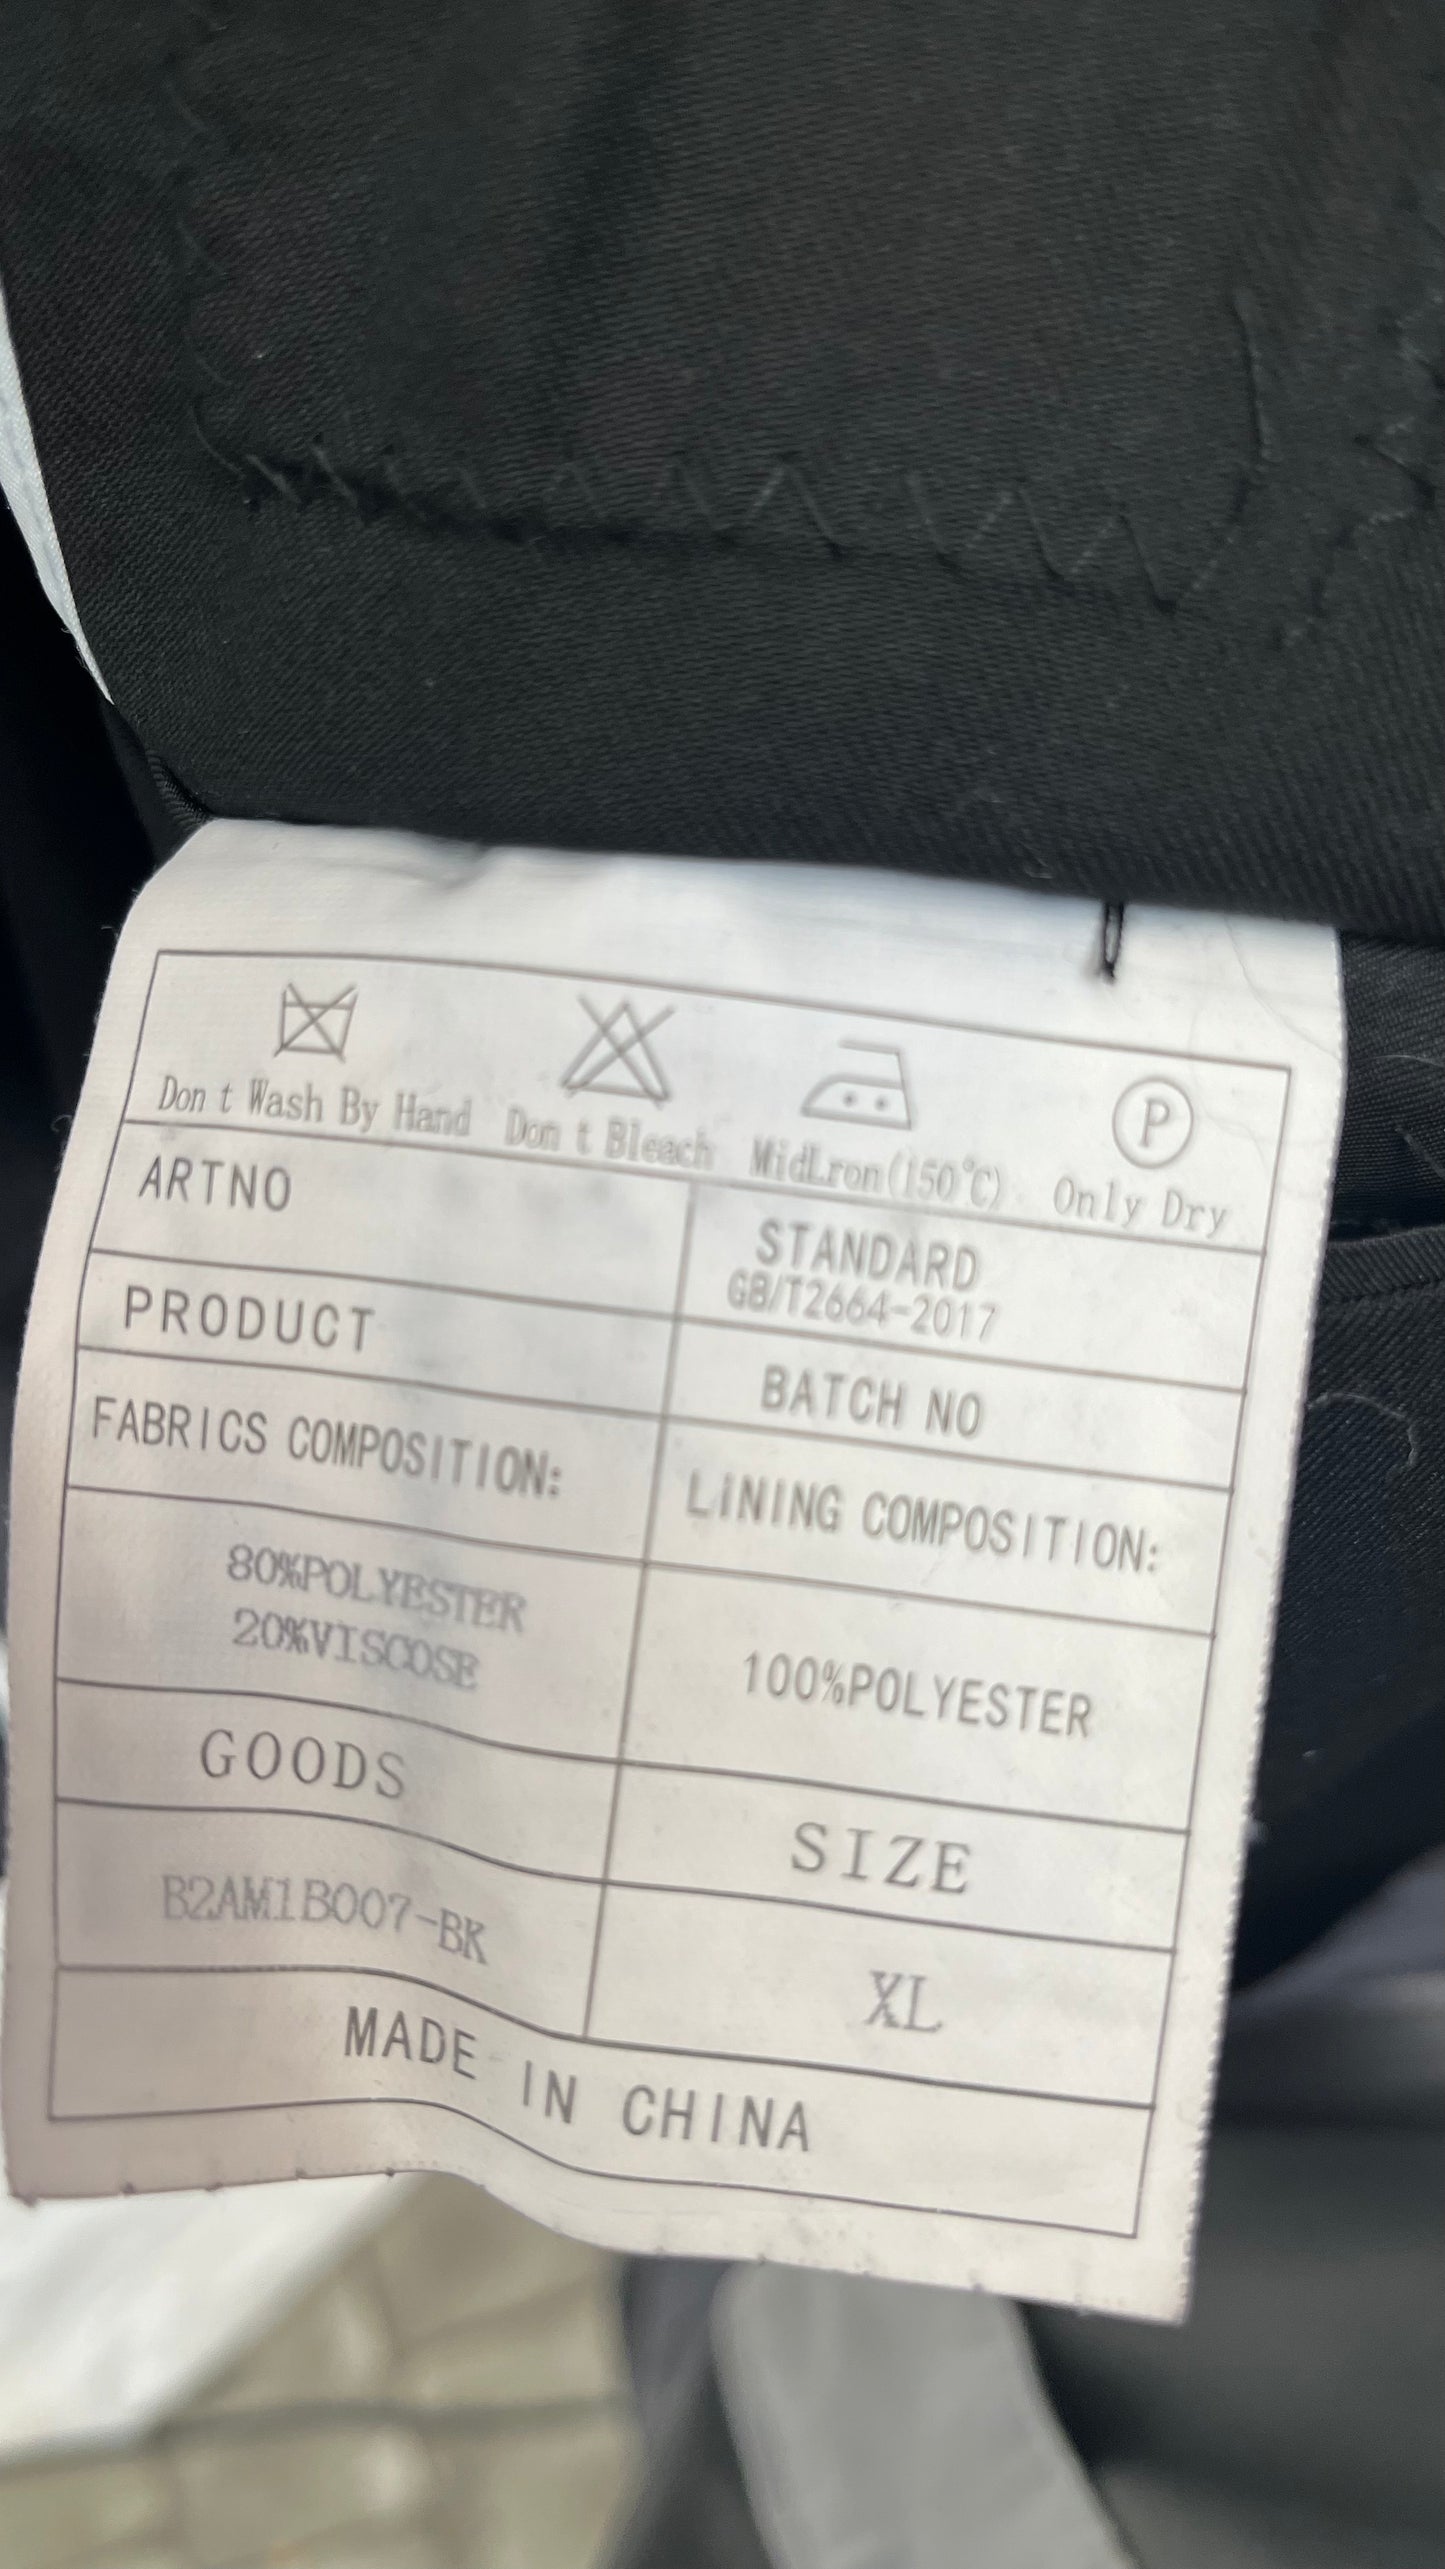 P
Don t Wash By Hand Don t Bleach MidLron(150℃) Only Dry
ARTNO
STANDARD
GB/T2664-2017
PRODUCT
BATCH NO
FABRICS COMPOSITION:
LINING COMPOSITION:
80%POLYESTER
20%VISCOSE
100%POLYESTER
GOODS
SIZE
B2AM1B007-BK
XL
MADE IN CHINA